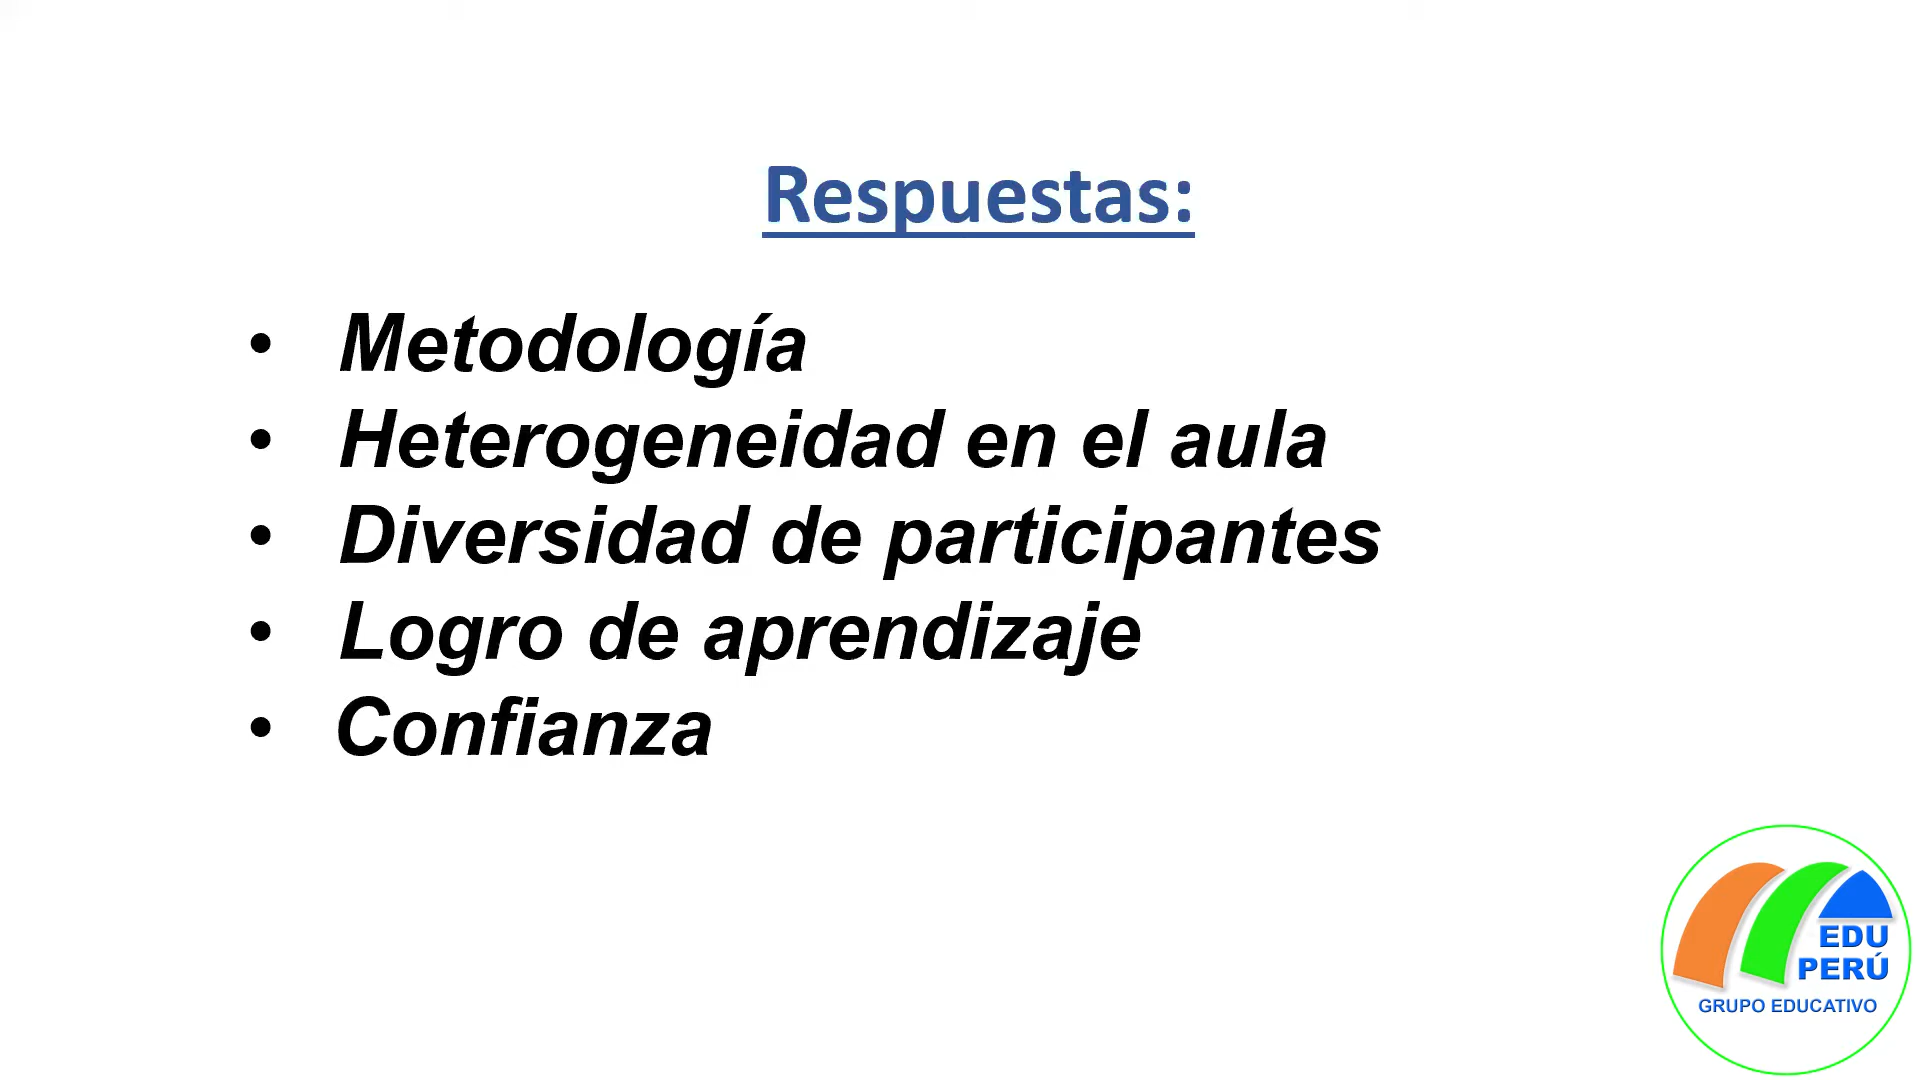 Respuestas:
• Metodología
• Heterogeneidad en el aula
• Diversidad de participantes
• Logro de aprendizaje
• Confianza
EDU
PERÚ
GRUPO EDUCATIVO